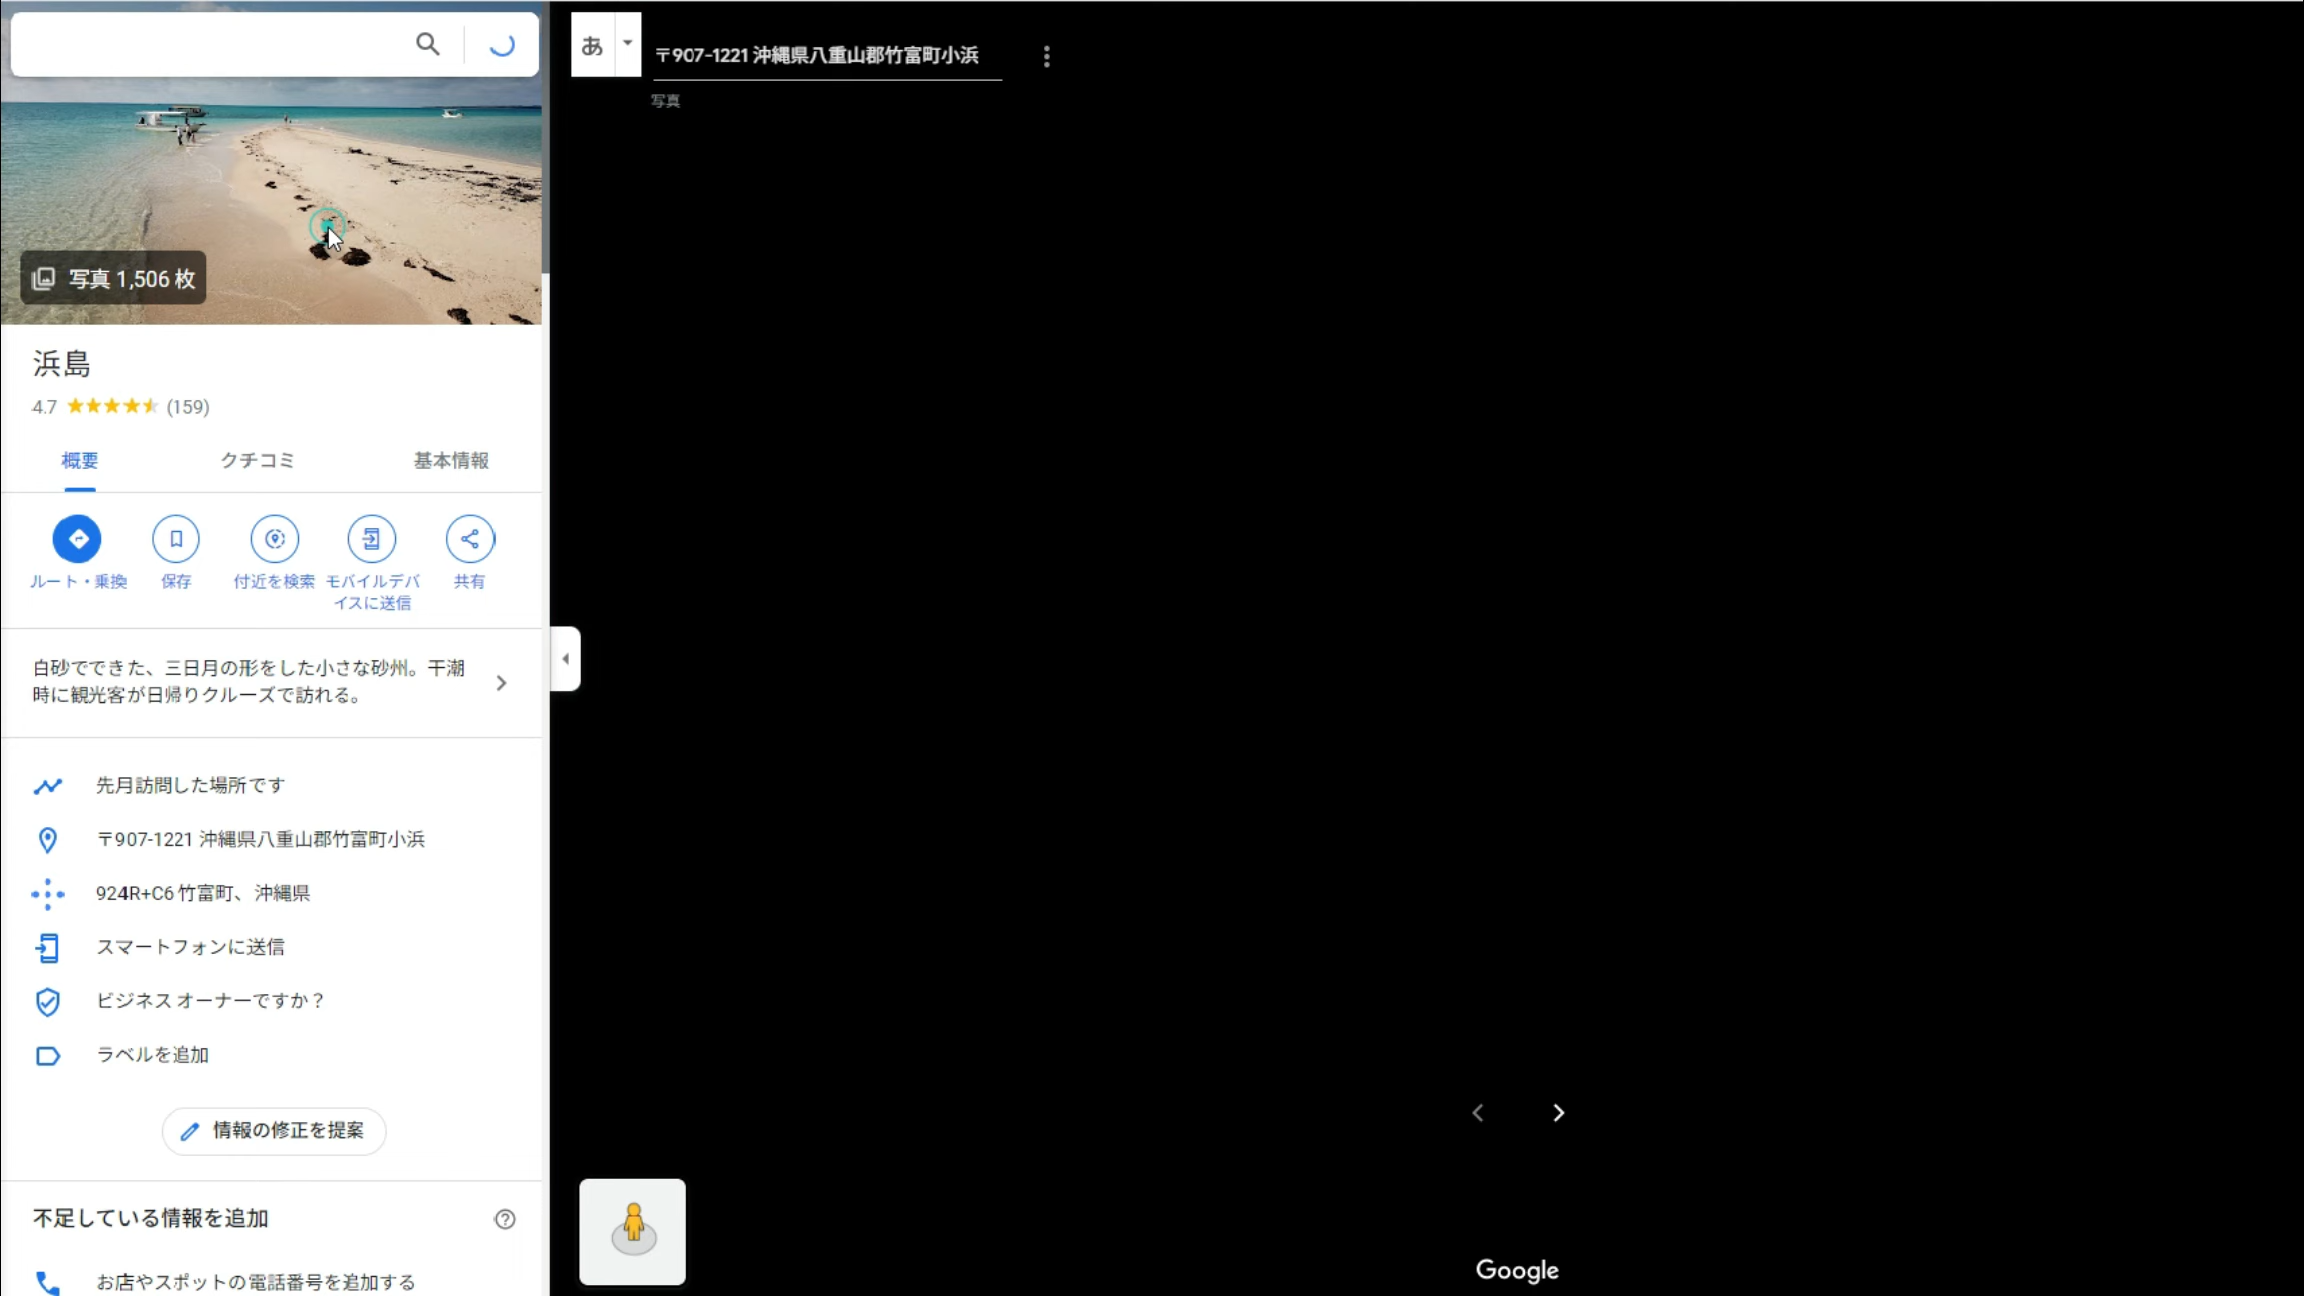 写真 1,506 枚
浜島
4.7 (159)
概要
クチコミ
基本情報
ルート・乗換
保存
付近を検索
モバイルデバ
イスに送信
共有
白砂でできた、三日月の形をした小さな砂州。干潮
時に観光客が日帰りクルーズで訪れる。
先月訪問した場所です
〒907-1221 沖縄県八重山郡竹富町小浜
924R+C6 竹富町、沖縄県
スマートフォンに送信
ビジネス オーナーですか？
ラベルを追加
情報の修正を提案
不足している情報を追加
お店やスポットの電話番号を追加する
あ
〒907-1221 沖縄県八重山郡竹富町小浜
写真
Google